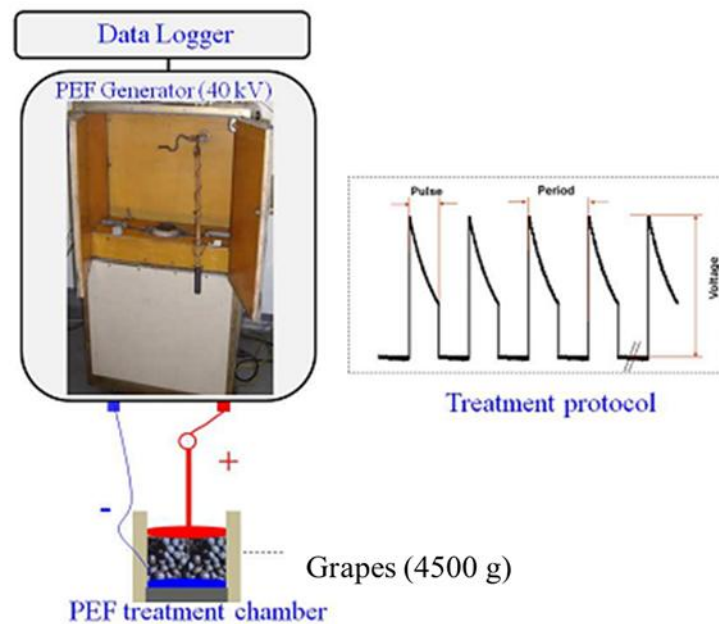 Data Logger
PEF Generator (40 kV)
Pulse
Period
Voltage
Treatment protocol
+
-
Grapes (4500 g)
PEF treatment chamber